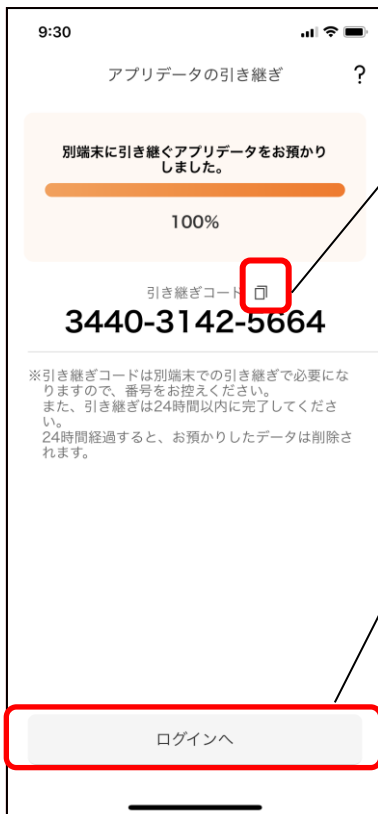 9:30
アプリデータの引き継ぎ ?
別端末に引き継ぐアプリデータをお預かり
しました。
100%
引き継ぎコード
3440-3142-5664
※引き継ぎコードは別端末での引き継ぎで必要にな
りますので、番号をお控えください。
また、引き継ぎは24時間以内に完了してくださ
い。
24時間経過すると、お預かりしたデータは削除さ
れます。
ログインへ